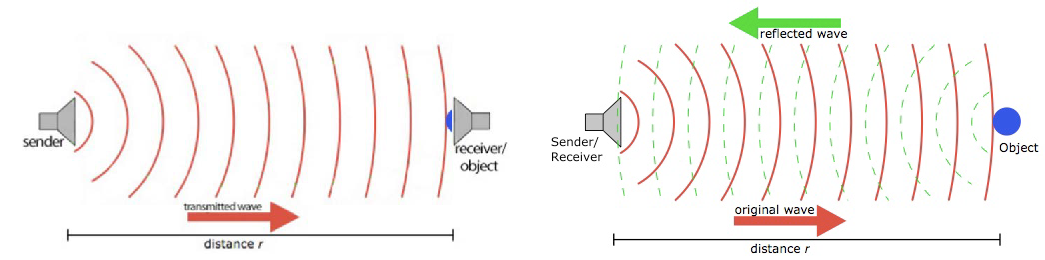 sender
receiver/
object
transmitted wave
distance r
reflected wave
Sender/
Receiver
Object
original wave
distance r